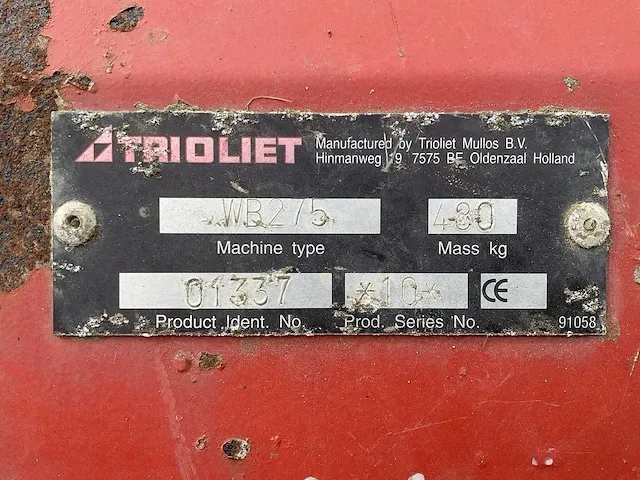 TRIOLIET
Manufactured by Trioliet Mullos B.V.
Hinmanweg 19 7575 BE Oldenzaal Holland
WB275 480
Machine type Mass kg
01337 *10* CE
Product Ident. No. Prod. Series No. 91058